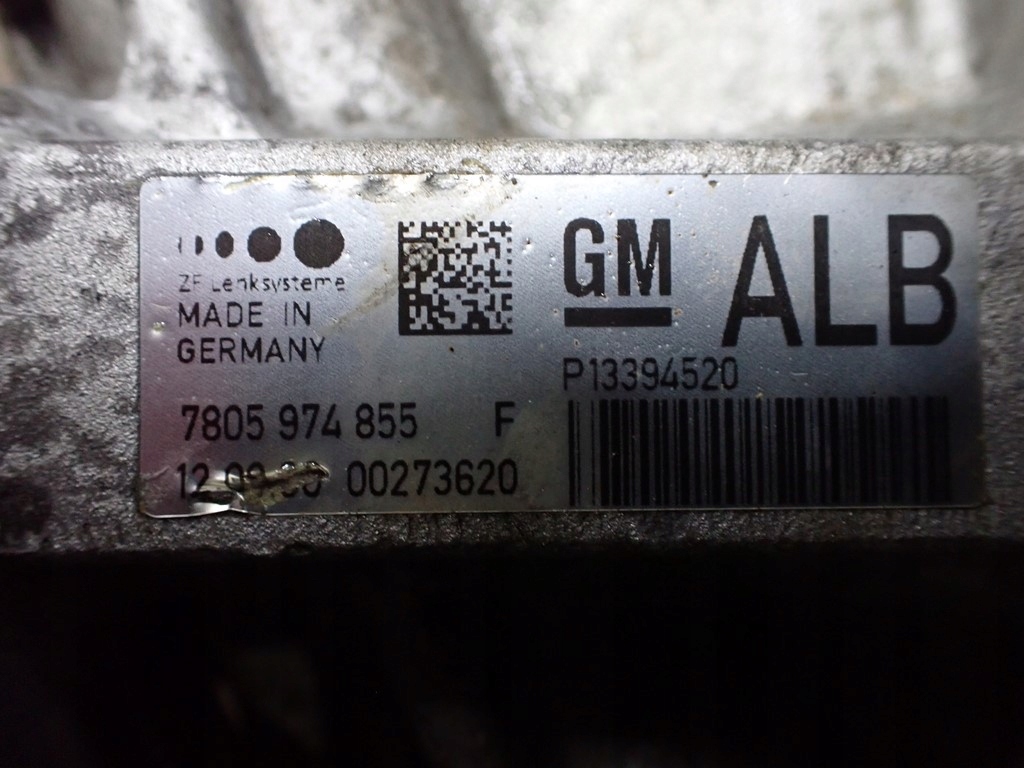 ZF Lenksysteme
MADE IN
GERMANY
7805 974 855 F
00273620
GM
ALB
P13394520